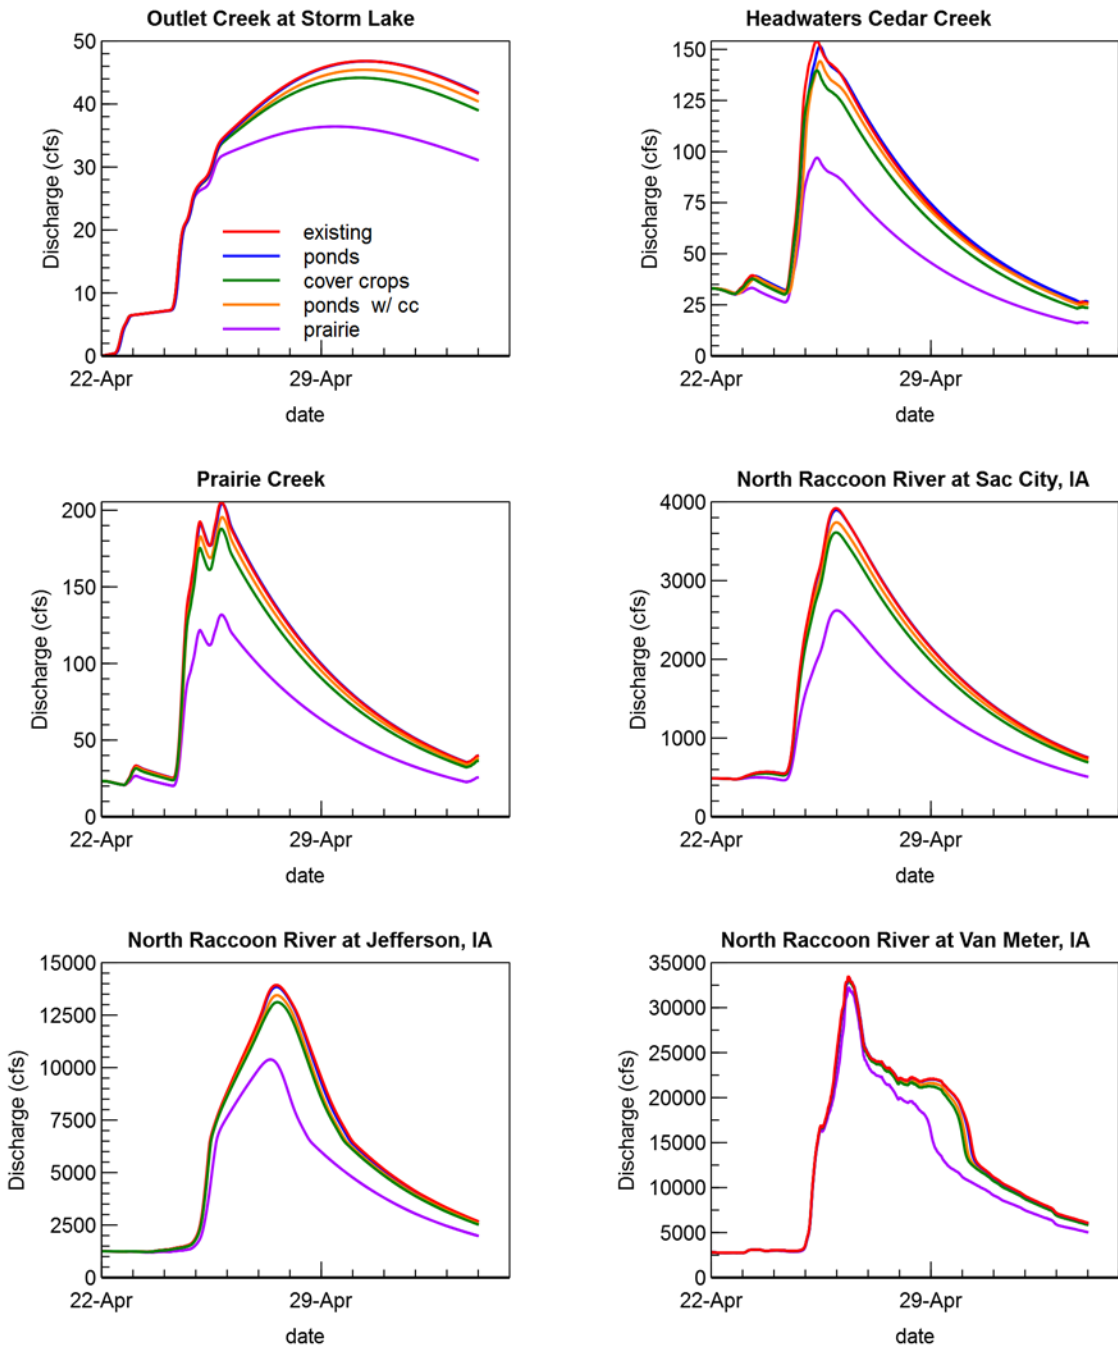 Outlet Creek at Storm Lake
50
40
30
20
10
0
Discharge (cfs)
existing
ponds
cover crops
ponds w/ cc
prairie
22-Apr
29-Apr
date
Headwaters Cedar Creek
150
125
100
75
50
25
0
Discharge (cfs)
22-Apr
29-Apr
date
Prairie Creek
200
150
100
50
0
Discharge (cfs)
22-Apr
29-Apr
date
North Raccoon River at Sac City, IA
4000
3000
2000
1000
0
Discharge (cfs)
22-Apr
29-Apr
date
North Raccoon River at Jefferson, IA
15000
12500
10000
7500
5000
2500
0
Discharge (cfs)
22-Apr
29-Apr
date
North Raccoon River at Van Meter, IA
35000
30000
25000
20000
15000
10000
5000
0
Discharge (cfs)
22-Apr
29-Apr
date